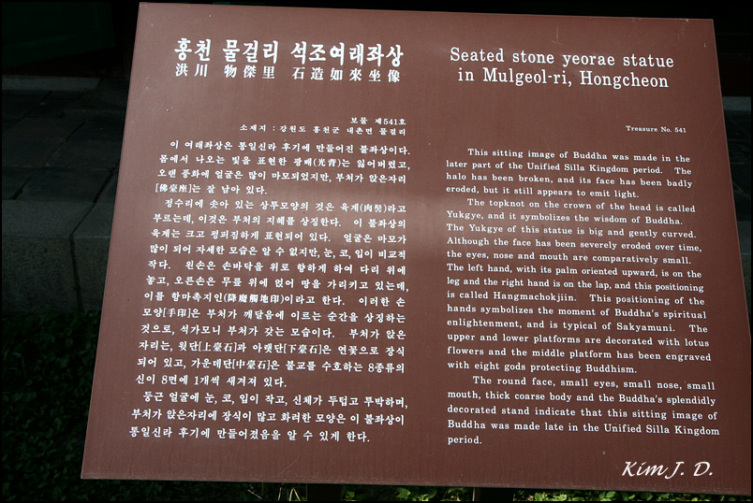 홍천 물걸리 석조여래좌상
洪川 物傑里 石造如來坐像
보물 제541호
소재지 : 강원도 홍천군 내촌면 물걸리
이 여래좌상은 통일신라 후기에 만들어진 불좌상이다.
몸에서 나오는 빛을 표현한 광배(光背)는 잃어버렸고,
오랜 풍화에 얼굴은 많이 마모되었지만, 부처가 앉은자리
[佛臺座]는 잘 남아 있다.
정수리에 솟아 있는 상투모양의 것은 육계(肉髻)라고
부르는데, 이것은 부처의 지혜를 상징한다. 이 불좌상의
육계는 크고 펑퍼짐하게 표현되어 있다. 얼굴은 마모가
많이 되어 자세한 모습은 알 수 없지만, 눈, 코, 입이 비교적
작다. 왼손은 손바닥을 위로 향하게 하여 다리 위에
놓고, 오른손은 무릎 위에 얹어 땅을 가리키고 있는데,
이를 항마촉지인(降魔觸地印)이라고 한다. 이러한 손
모양[手印]은 부처가 깨달음에 이르는 순간을 상징하는
것으로, 석가모니 부처가 갖는 모습이다. 부처가 앉은
자리는, 윗단[上臺石]과 아랫단[下臺石]은 연꽃으로 장식
되어 있고, 가운데단[中臺石]은 불교를 수호하는 8종류의
신이 8면에 1개씩 새겨져 있다.
둥근 얼굴에 눈, 코, 입이 작고, 신체가 두텁고 투박하며,
부처가 앉은자리에 장식이 많고 화려한 모양은 이 불좌상이
통일신라 후기에 만들어졌음을 알 수 있게 한다.
Seated stone yeorae statue
in Mulgeol-ri, Hongcheon
Treasure No. 541
This sitting image of Buddha was made in the
later part of the Unified Silla Kingdom period. The
halo has been broken, and its face has been badly
eroded, but it still appears to emit light.
The topknot on the crown of the head is called
Yukgye, and it symbolizes the wisdom of Buddha.
The Yukgye of this statue is big and gently curved.
Although the face has been severely eroded over time,
the eyes, nose and mouth are comparatively small.
The left hand, with its palm oriented upward, is on the
leg and the right hand is on the lap, and this positioning
is called Hangmachokjiin. This positioning of the
hands symbolizes the moment of Buddha's spiritual
enlightenment, and is typical of Sakyamuni. The
upper and lower platforms are decorated with lotus
flowers and the middle platform has been engraved
with eight gods protecting Buddhism.
The round face, small eyes, small nose, small
mouth, thick coarse body and the Buddha's splendidly
decorated stand indicate that this sitting image of
Buddha was made late in the Unified Silla Kingdom
period.
Kim J. D.